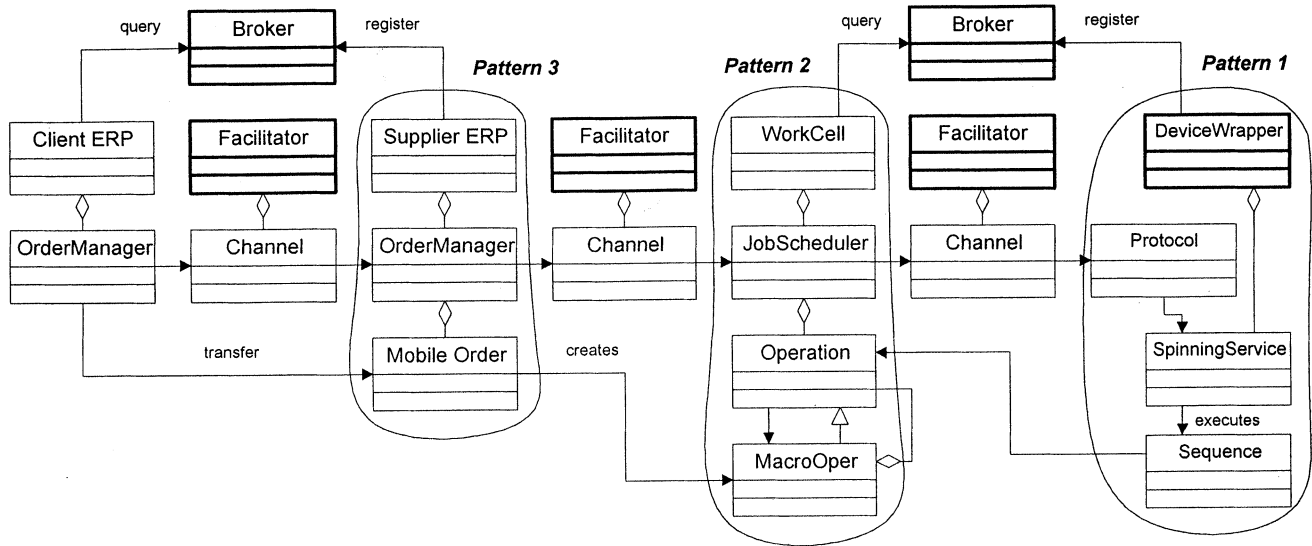 query
Broker
register
query
Broker
register
Pattern 3
Pattern 2
Pattern 1
Client ERP
Facilitator
Supplier ERP
Facilitator
WorkCell
Facilitator
DeviceWrapper
OrderManager
Channel
OrderManager
Channel
JobScheduler
Channel
Protocol
transfer
Mobile Order
creates
Operation
SpinningService
executes
MacroOper
Sequence